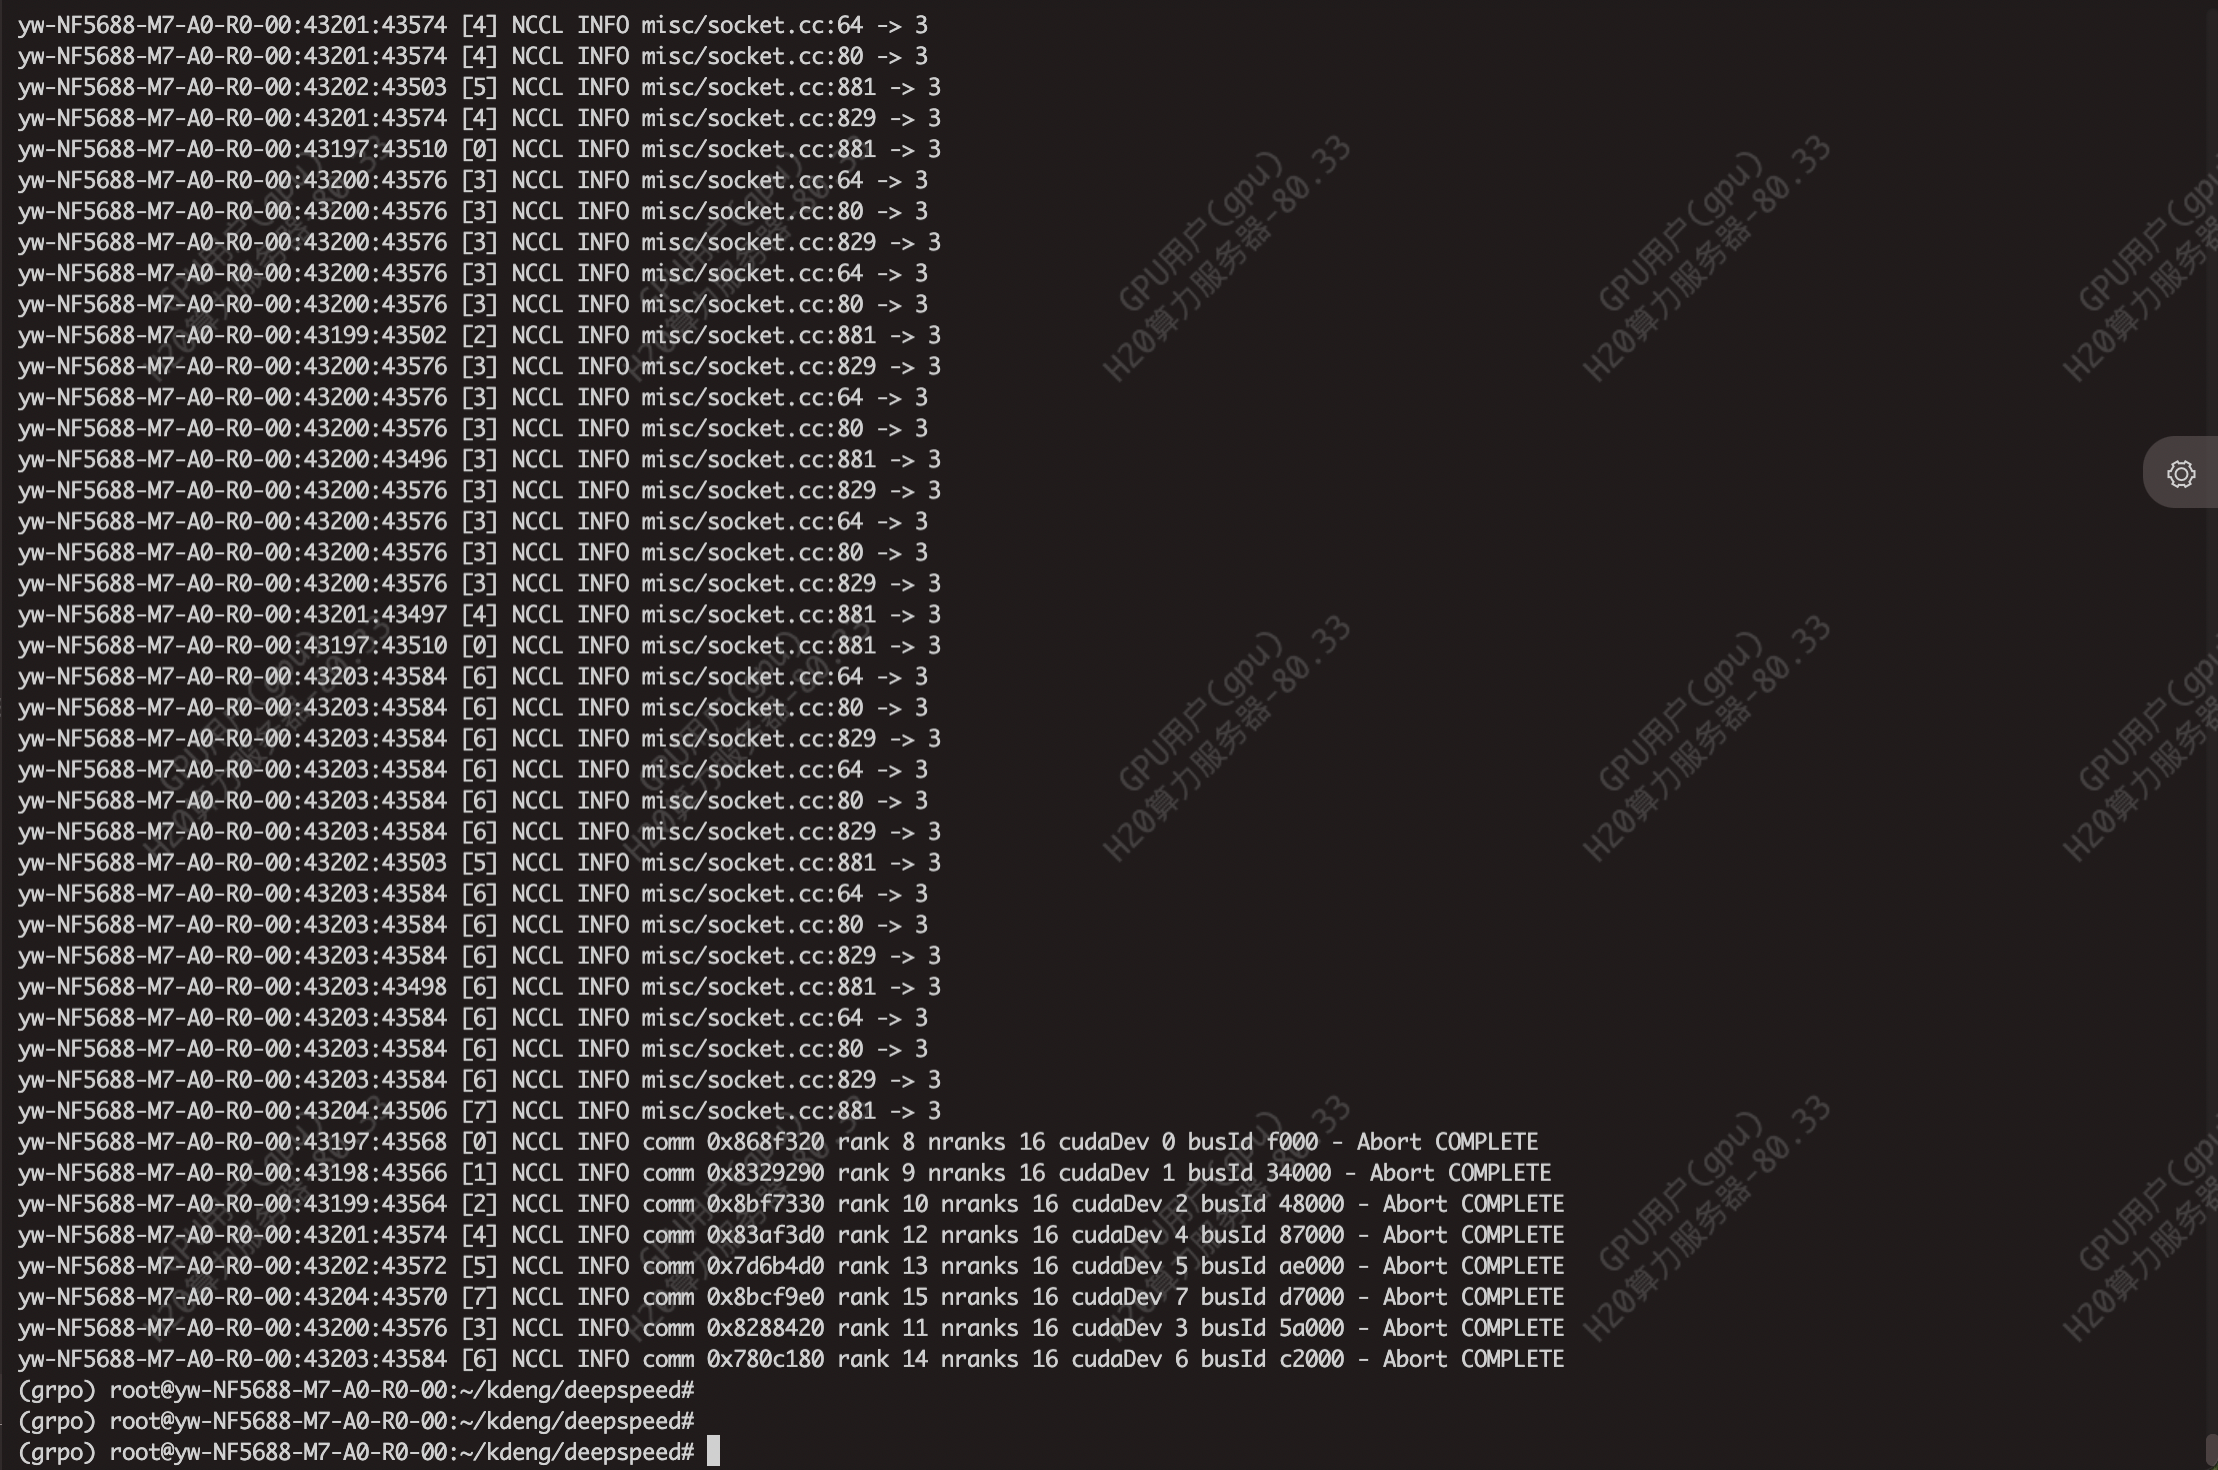 yw-NF5688-M7-A0-R0-00:43201:43574 [4] NCCL INFO misc/socket.cc:64 -> 3
yw-NF5688-M7-A0-R0-00:43201:43574 [4] NCCL INFO misc/socket.cc:80 -> 3
yw-NF5688-M7-A0-R0-00:43202:43503 [5] NCCL INFO misc/socket.cc:881 -> 3
yw-NF5688-M7-A0-R0-00:43201:43574 [4] NCCL INFO misc/socket.cc:829 -> 3
yw-NF5688-M7-A0-R0-00:43197:43510 [0] NCCL INFO misc/socket.cc:881 -> 3
yw-NF5688-M7-A0-R0-00:43200:43576 [3] NCCL INFO misc/socket.cc:64 -> 3
yw-NF5688-M7-A0-R0-00:43200:43576 [3] NCCL INFO misc/socket.cc:80 -> 3
yw-NF5688-M7-A0-R0-00:43200:43576 [3] NCCL INFO misc/socket.cc:829 -> 3
yw-NF5688-M7-A0-R0-00:43200:43576 [3] NCCL INFO misc/socket.cc:64 -> 3
yw-NF5688-M7-A0-R0-00:43200:43576 [3] NCCL INFO misc/socket.cc:80 -> 3
yw-NF5688-M7-A0-R0-00:43199:43502 [2] NCCL INFO misc/socket.cc:881 -> 3
yw-NF5688-M7-A0-R0-00:43200:43576 [3] NCCL INFO misc/socket.cc:829 -> 3
yw-NF5688-M7-A0-R0-00:43200:43576 [3] NCCL INFO misc/socket.cc:64 -> 3
yw-NF5688-M7-A0-R0-00:43200:43576 [3] NCCL INFO misc/socket.cc:80 -> 3
yw-NF5688-M7-A0-R0-00:43200:43496 [3] NCCL INFO misc/socket.cc:881 -> 3
yw-NF5688-M7-A0-R0-00:43200:43576 [3] NCCL INFO misc/socket.cc:829 -> 3
yw-NF5688-M7-A0-R0-00:43200:43576 [3] NCCL INFO misc/socket.cc:64 -> 3
yw-NF5688-M7-A0-R0-00:43200:43576 [3] NCCL INFO misc/socket.cc:80 -> 3
yw-NF5688-M7-A0-R0-00:43200:43576 [3] NCCL INFO misc/socket.cc:829 -> 3
yw-NF5688-M7-A0-R0-00:43201:43497 [4] NCCL INFO misc/socket.cc:881 -> 3
yw-NF5688-M7-A0-R0-00:43197:43510 [0] NCCL INFO misc/socket.cc:881 -> 3
yw-NF5688-M7-A0-R0-00:43203:43584 [6] NCCL INFO misc/socket.cc:64 -> 3
yw-NF5688-M7-A0-R0-00:43203:43584 [6] NCCL INFO misc/socket.cc:80 -> 3
yw-NF5688-M7-A0-R0-00:43203:43584 [6] NCCL INFO misc/socket.cc:829 -> 3
yw-NF5688-M7-A0-R0-00:43203:43584 [6] NCCL INFO misc/socket.cc:64 -> 3
yw-NF5688-M7-A0-R0-00:43203:43584 [6] NCCL INFO misc/socket.cc:80 -> 3
yw-NF5688-M7-A0-R0-00:43203:43584 [6] NCCL INFO misc/socket.cc:829 -> 3
yw-NF5688-M7-A0-R0-00:43202:43503 [5] NCCL INFO misc/socket.cc:881 -> 3
yw-NF5688-M7-A0-R0-00:43203:43584 [6] NCCL INFO misc/socket.cc:64 -> 3
yw-NF5688-M7-A0-R0-00:43203:43584 [6] NCCL INFO misc/socket.cc:80 -> 3
yw-NF5688-M7-A0-R0-00:43203:43584 [6] NCCL INFO misc/socket.cc:829 -> 3
yw-NF5688-M7-A0-R0-00:43203:43498 [6] NCCL INFO misc/socket.cc:881 -> 3
yw-NF5688-M7-A0-R0-00:43203:43584 [6] NCCL INFO misc/socket.cc:64 -> 3
yw-NF5688-M7-A0-R0-00:43203:43584 [6] NCCL INFO misc/socket.cc:80 -> 3
yw-NF5688-M7-A0-R0-00:43203:43584 [6] NCCL INFO misc/socket.cc:829 -> 3
yw-NF5688-M7-A0-R0-00:43204:43506 [7] NCCL INFO misc/socket.cc:881 -> 3
yw-NF5688-M7-A0-R0-00:43197:43568 [0] NCCL INFO comm 0x868f320 rank 8 nranks 16 cudaDev 0 busId f000 - Abort COMPLETE
yw-NF5688-M7-A0-R0-00:43198:43566 [1] NCCL INFO comm 0x8329290 rank 9 nranks 16 cudaDev 1 busId 34000 - Abort COMPLETE
yw-NF5688-M7-A0-R0-00:43199:43564 [2] NCCL INFO comm 0x8bf7330 rank 10 nranks 16 cudaDev 2 busId 48000 - Abort COMPLETE
yw-NF5688-M7-A0-R0-00:43201:43574 [4] NCCL INFO comm 0x83af3d0 rank 12 nranks 16 cudaDev 4 busId 87000 - Abort COMPLETE
yw-NF5688-M7-A0-R0-00:43202:43572 [5] NCCL INFO comm 0x7d6b4d0 rank 13 nranks 16 cudaDev 5 busId ae000 - Abort COMPLETE
yw-NF5688-M7-A0-R0-00:43204:43570 [7] NCCL INFO comm 0x8bcf9e0 rank 15 nranks 16 cudaDev 7 busId d7000 - Abort COMPLETE
yw-NF5688-M7-A0-R0-00:43200:43576 [3] NCCL INFO comm 0x8288420 rank 11 nranks 16 cudaDev 3 busId 5a000 - Abort COMPLETE
yw-NF5688-M7-A0-R0-00:43203:43584 [6] NCCL INFO comm 0x780c180 rank 14 nranks 16 cudaDev 6 busId c2000 - Abort COMPLETE
(grpo) root@yw-NF5688-M7-A0-R0-00:~/kdeng/deepspeed#
(grpo) root@yw-NF5688-M7-A0-R0-00:~/kdeng/deepspeed#
(grpo) root@yw-NF5688-M7-A0-R0-00:~/kdeng/deepspeed#
GPU用户(gpu)
H20算力服务器-80.33